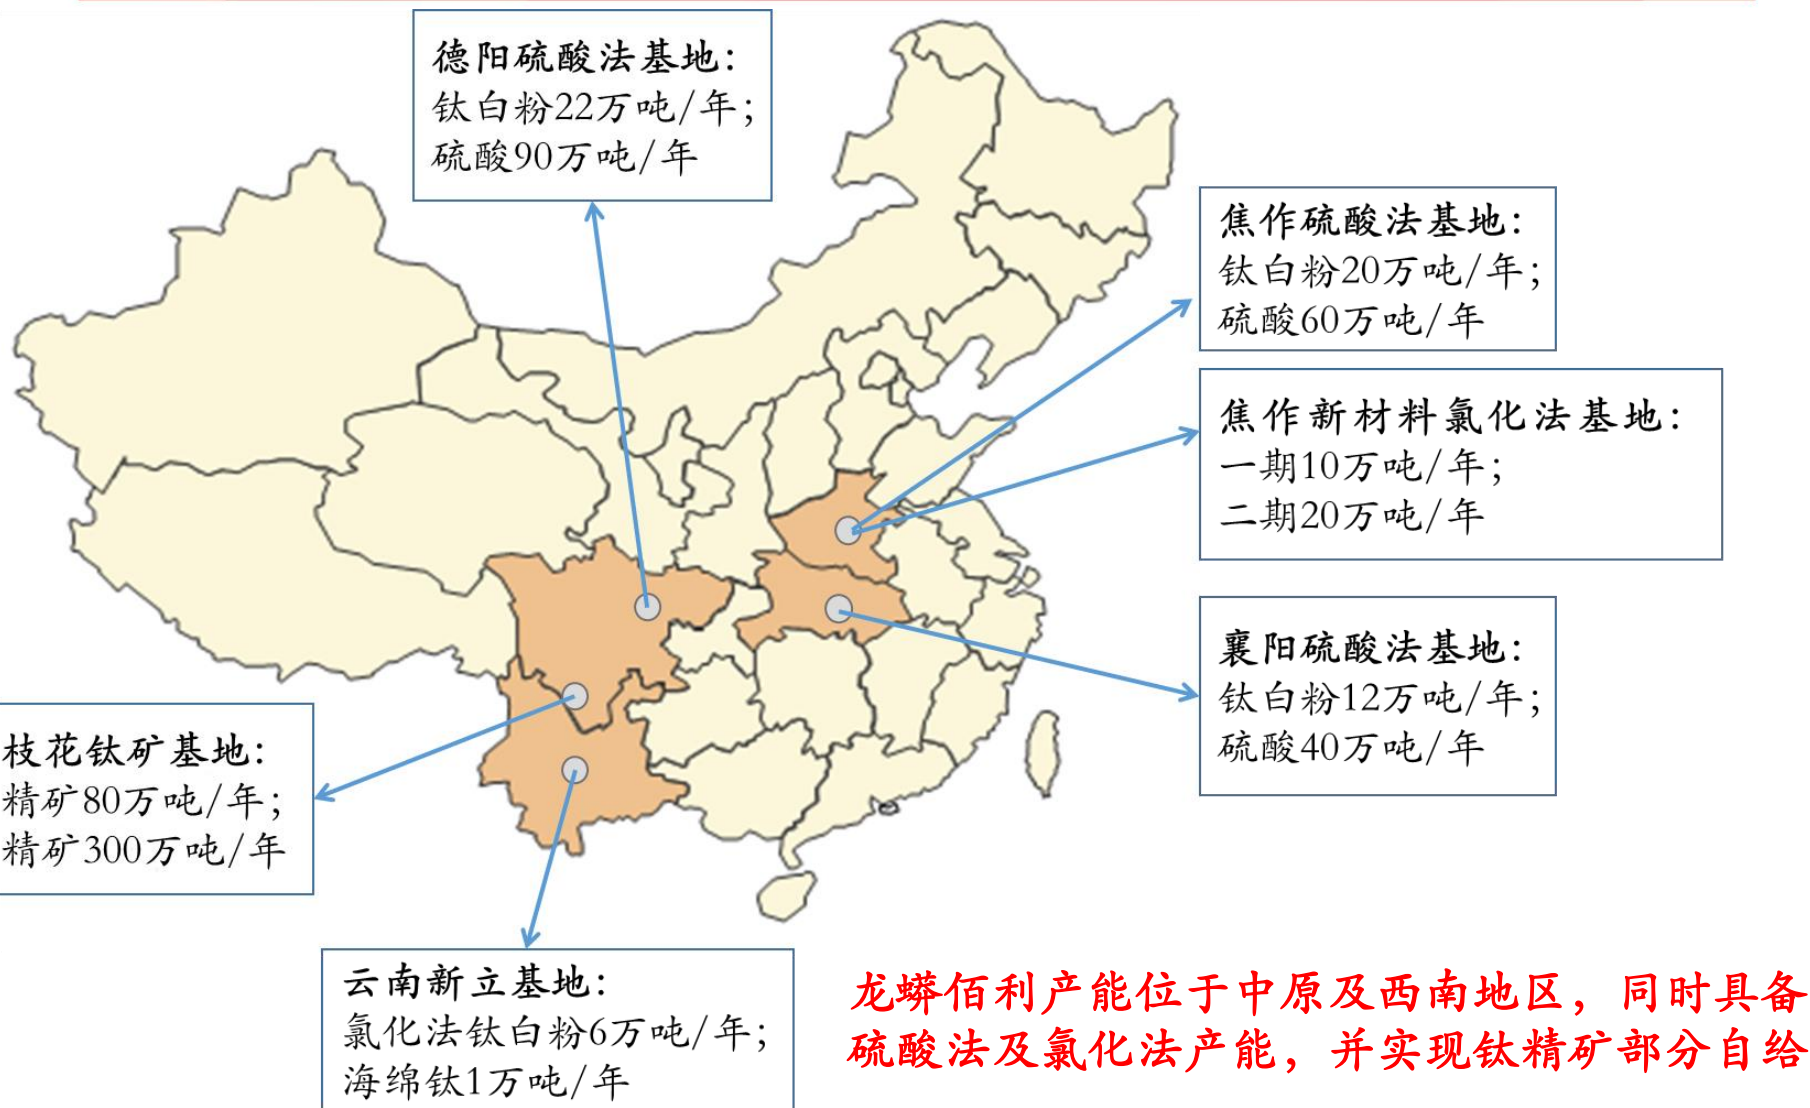 德阳硫酸法基地：
钛白粉22万吨/年；
硫酸90万吨/年
焦作硫酸法基地：
钛白粉20万吨/年；
硫酸60万吨/年
焦作新材料氯化法基地：
一期10万吨/年；
二期20万吨/年
襄阳硫酸法基地：
钛白粉12万吨/年；
硫酸40万吨/年
枝花钛矿基地：
精矿80万吨/年；
精矿300万吨/年
云南新立基地：
氯化法钛白粉6万吨/年；
海绵钛1万吨/年
龙蟒佰利产能位于中原及西南地区，同时具备
硫酸法及氯化法产能，并实现钛精矿部分自给